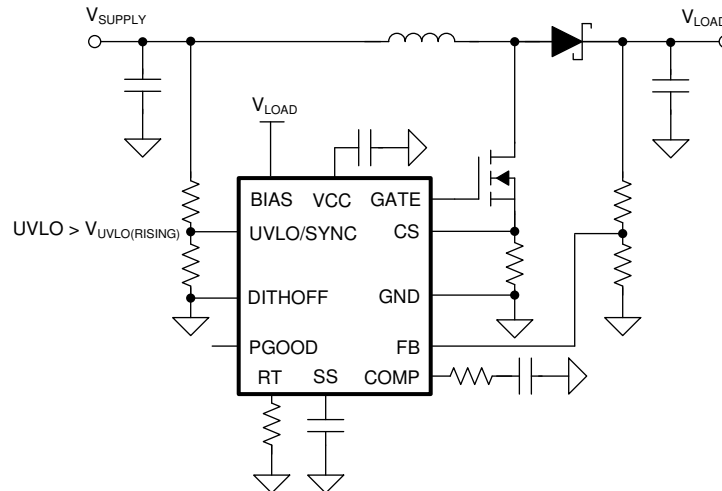 VSUPPLY
VLOAD
VLOAD
BIAS
VCC
GATE
UVLO > VUVLO(RISING)
UVLO/SYNC
CS
DITHOFF
GND
PGOOD
FB
RT
SS
COMP